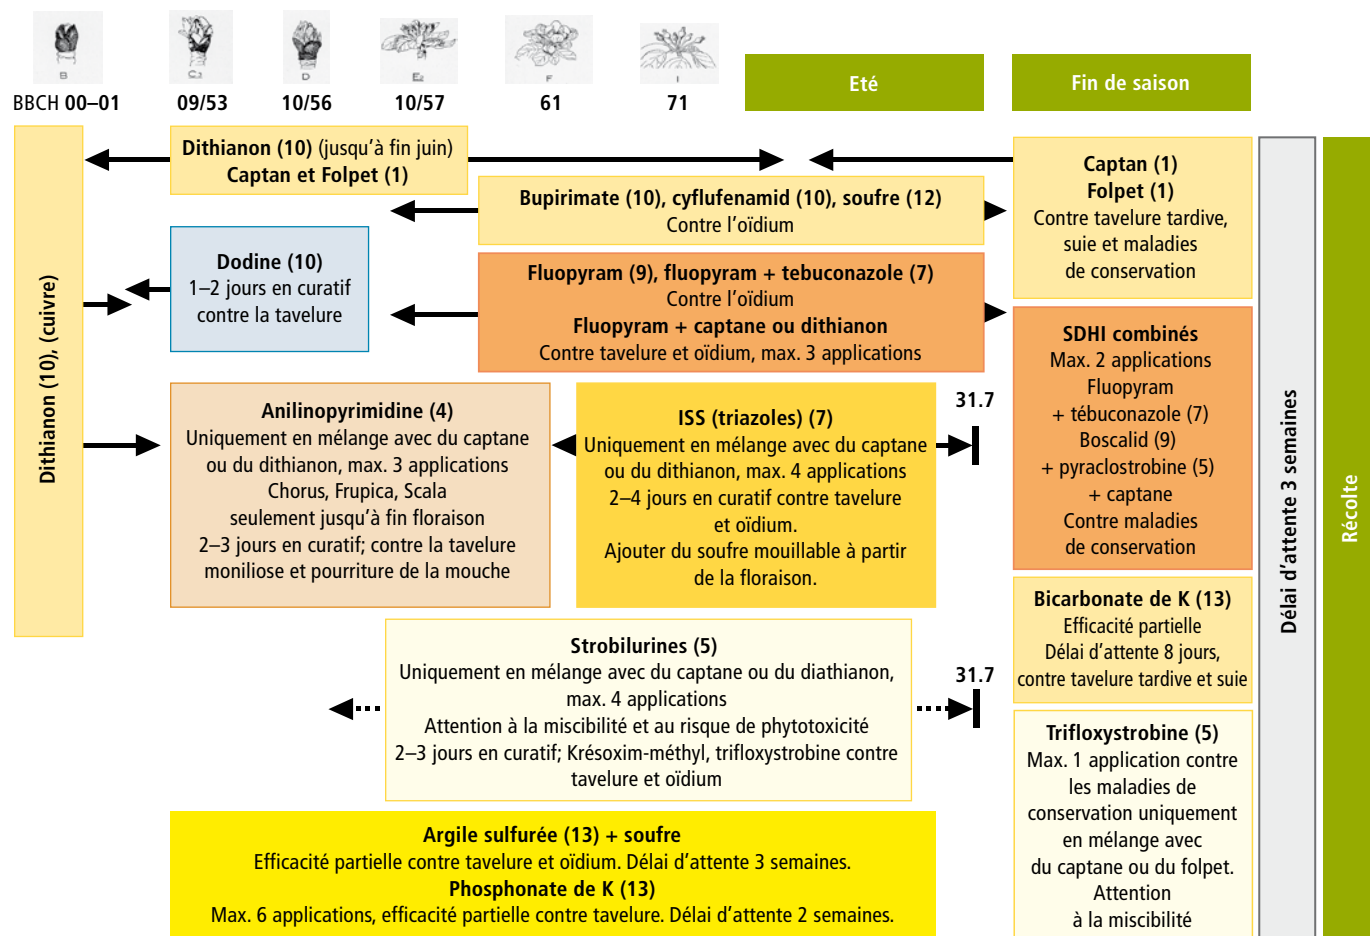 B
C3
D
E2
F
I
BBCH 00–01
09/53
10/56
10/57
61
71
Eté
Fin de saison
Dithianon (10), (cuivre)
Dithianon (10) (jusqu'à fin juin)
Captan et Folpet (1)
Bupirimate (10), cyflufenamid (10), soufre (12)
Contre l'oïdium
Dodine (10)
1–2 jours en curatif
contre la tavelure
Fluopyram (9), fluopyram + tebuconazole (7)
Contre l'oïdium
Fluopyram + captane ou dithianon
Contre tavelure et oïdium, max. 3 applications
Anilinopyrimidine (4)
Uniquement en mélange avec du captane
ou du dithianon, max. 3 applications
Chorus, Frupica, Scala
seulement jusqu'à fin floraison
2–3 jours en curatif; contre la tavelure
moniliose et pourriture de la mouche
ISS (triazoles) (7)
Uniquement en mélange avec du captane
ou du dithianon, max. 4 applications
2–4 jours en curatif contre tavelure
et oïdium.
Ajouter du soufre mouillable à partir
de la floraison.
31.7
Strobilurines (5)
Uniquement en mélange avec du captane ou du diathianon,
max. 4 applications
Attention à la miscibilité et au risque de phytotoxicité
2–3 jours en curatif; Krésoxim-méthyl, trifloxystrobine contre
tavelure et oïdium
31.7
Argile sulfurée (13) + soufre
Efficacité partielle contre tavelure et oïdium. Délai d'attente 3 semaines.
Phosphonate de K (13)
Max. 6 applications, efficacité partielle contre tavelure. Délai d'attente 2 semaines.
Captan (1)
Folpet (1)
Contre tavelure tardive,
suie et maladies
de conservation
SDHI combinés
Max. 2 applications
Fluopyram
+ tébuconazole (7)
Boscalid (9)
+ pyraclostrobine (5)
+ captane
Contre maladies
de conservation
Bicarbonate de K (13)
Efficacité partielle
Délai d'attente 8 jours,
contre tavelure tardive et suie
Trifloxystrobine (5)
Max. 1 application contre
les maladies de
conservation uniquement
en mélange avec
du captane ou du folpet.
Attention
à la miscibilité
Délai d'attente 3 semaines
Récolte